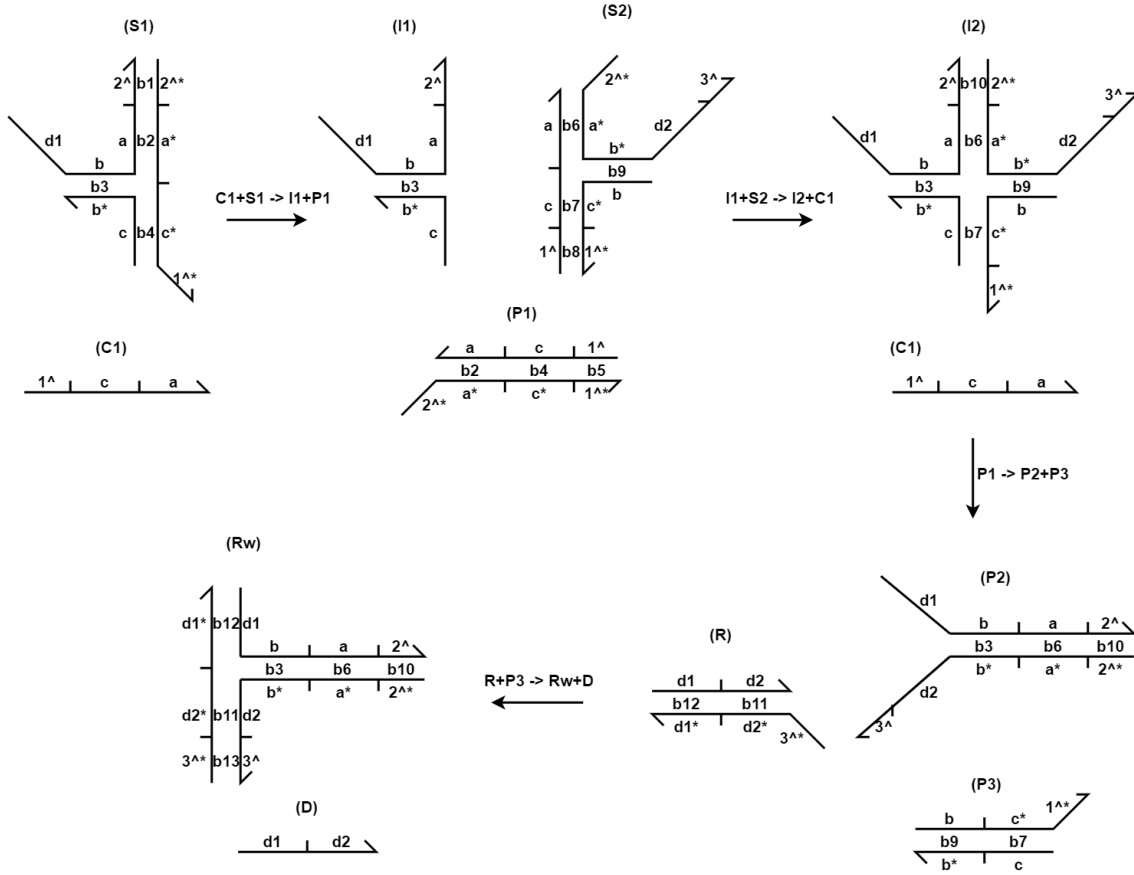 (S1)
(I1)
(S2)
(I2)
2^ b1 2^*
d1
a b2 a*
b
b3
b*
c b4 c*
1^*
C1+S1 -> I1+P1
2^
d1
a
b
b3
b*
c
2^*
3^
a b6 a*
d2
b*
b9
b
c b7 c*
1^ b8 1^*
I1+S2 -> I2+C1
2^ b10 2^*
3^
d1
a b6 a*
d2
b b*
b3 b9
b* b
c b7 c*
1^*
(C1)
1^ c a
(P1)
a c 1^
b2 b4 b5
a* c* 1^*
2^*
(C1)
1^ c a
P1 -> P2+P3
(Rw)
d1* b12 d1
b a 2^
b3 b6 b10
b* a* 2^*
d2* b11 d2
3^* b13 3^
(D)
d1 d2
R+P3 -> Rw+D
(R)
d1 d2
b12 b11
d1* d2*
3^*
(P2)
d1
b a 2^
b3 b6 b10
b* a* 2^*
d2
3^
(P3)
1^*
b c*
b9 b7
b* c